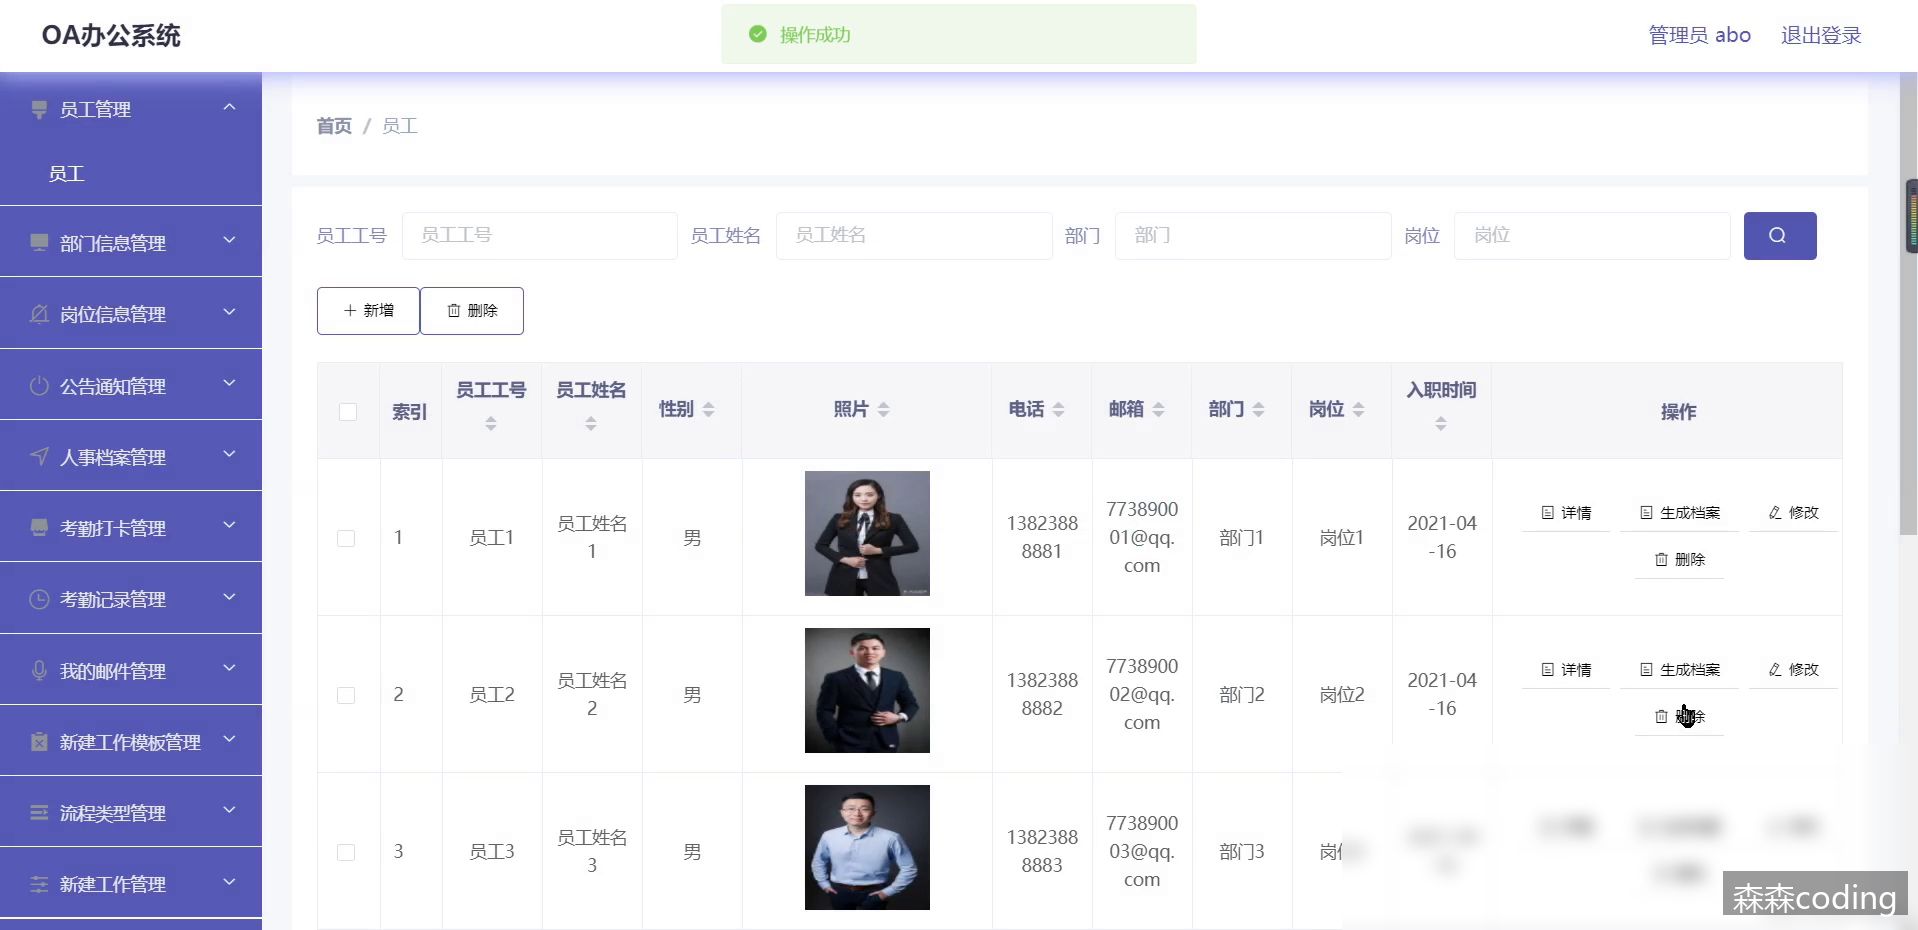 OA办公系统
操作成功
管理员 abo
退出登录
员工管理
员工
部门信息管理
岗位信息管理
公告通知管理
人事档案管理
考勤打卡管理
考勤记录管理
我的邮件管理
新建工作模板管理
流程类型管理
新建工作管理
首页 / 员工
员工工号 员工工号 员工姓名 员工姓名 部门 部门 岗位 岗位
新增 删除
索引 员工工号 员工姓名 性别 照片 电话 邮箱 部门 岗位 入职时间 操作
1 员工1 员工姓名
1
男
1382388
8881
7738900
01@qq.
com
部门1 岗位1
2021-04
-16
详情 生成档案 修改
删除
2 员工2 员工姓名
2
男
1382388
8882
7738900
02@qq.
com
部门2 岗位2
2021-04
-16
详情 生成档案 修改
删除
3 员工3 员工姓名
3
男
1382388
8883
7738900
03@qq.
com
部门3
森森coding